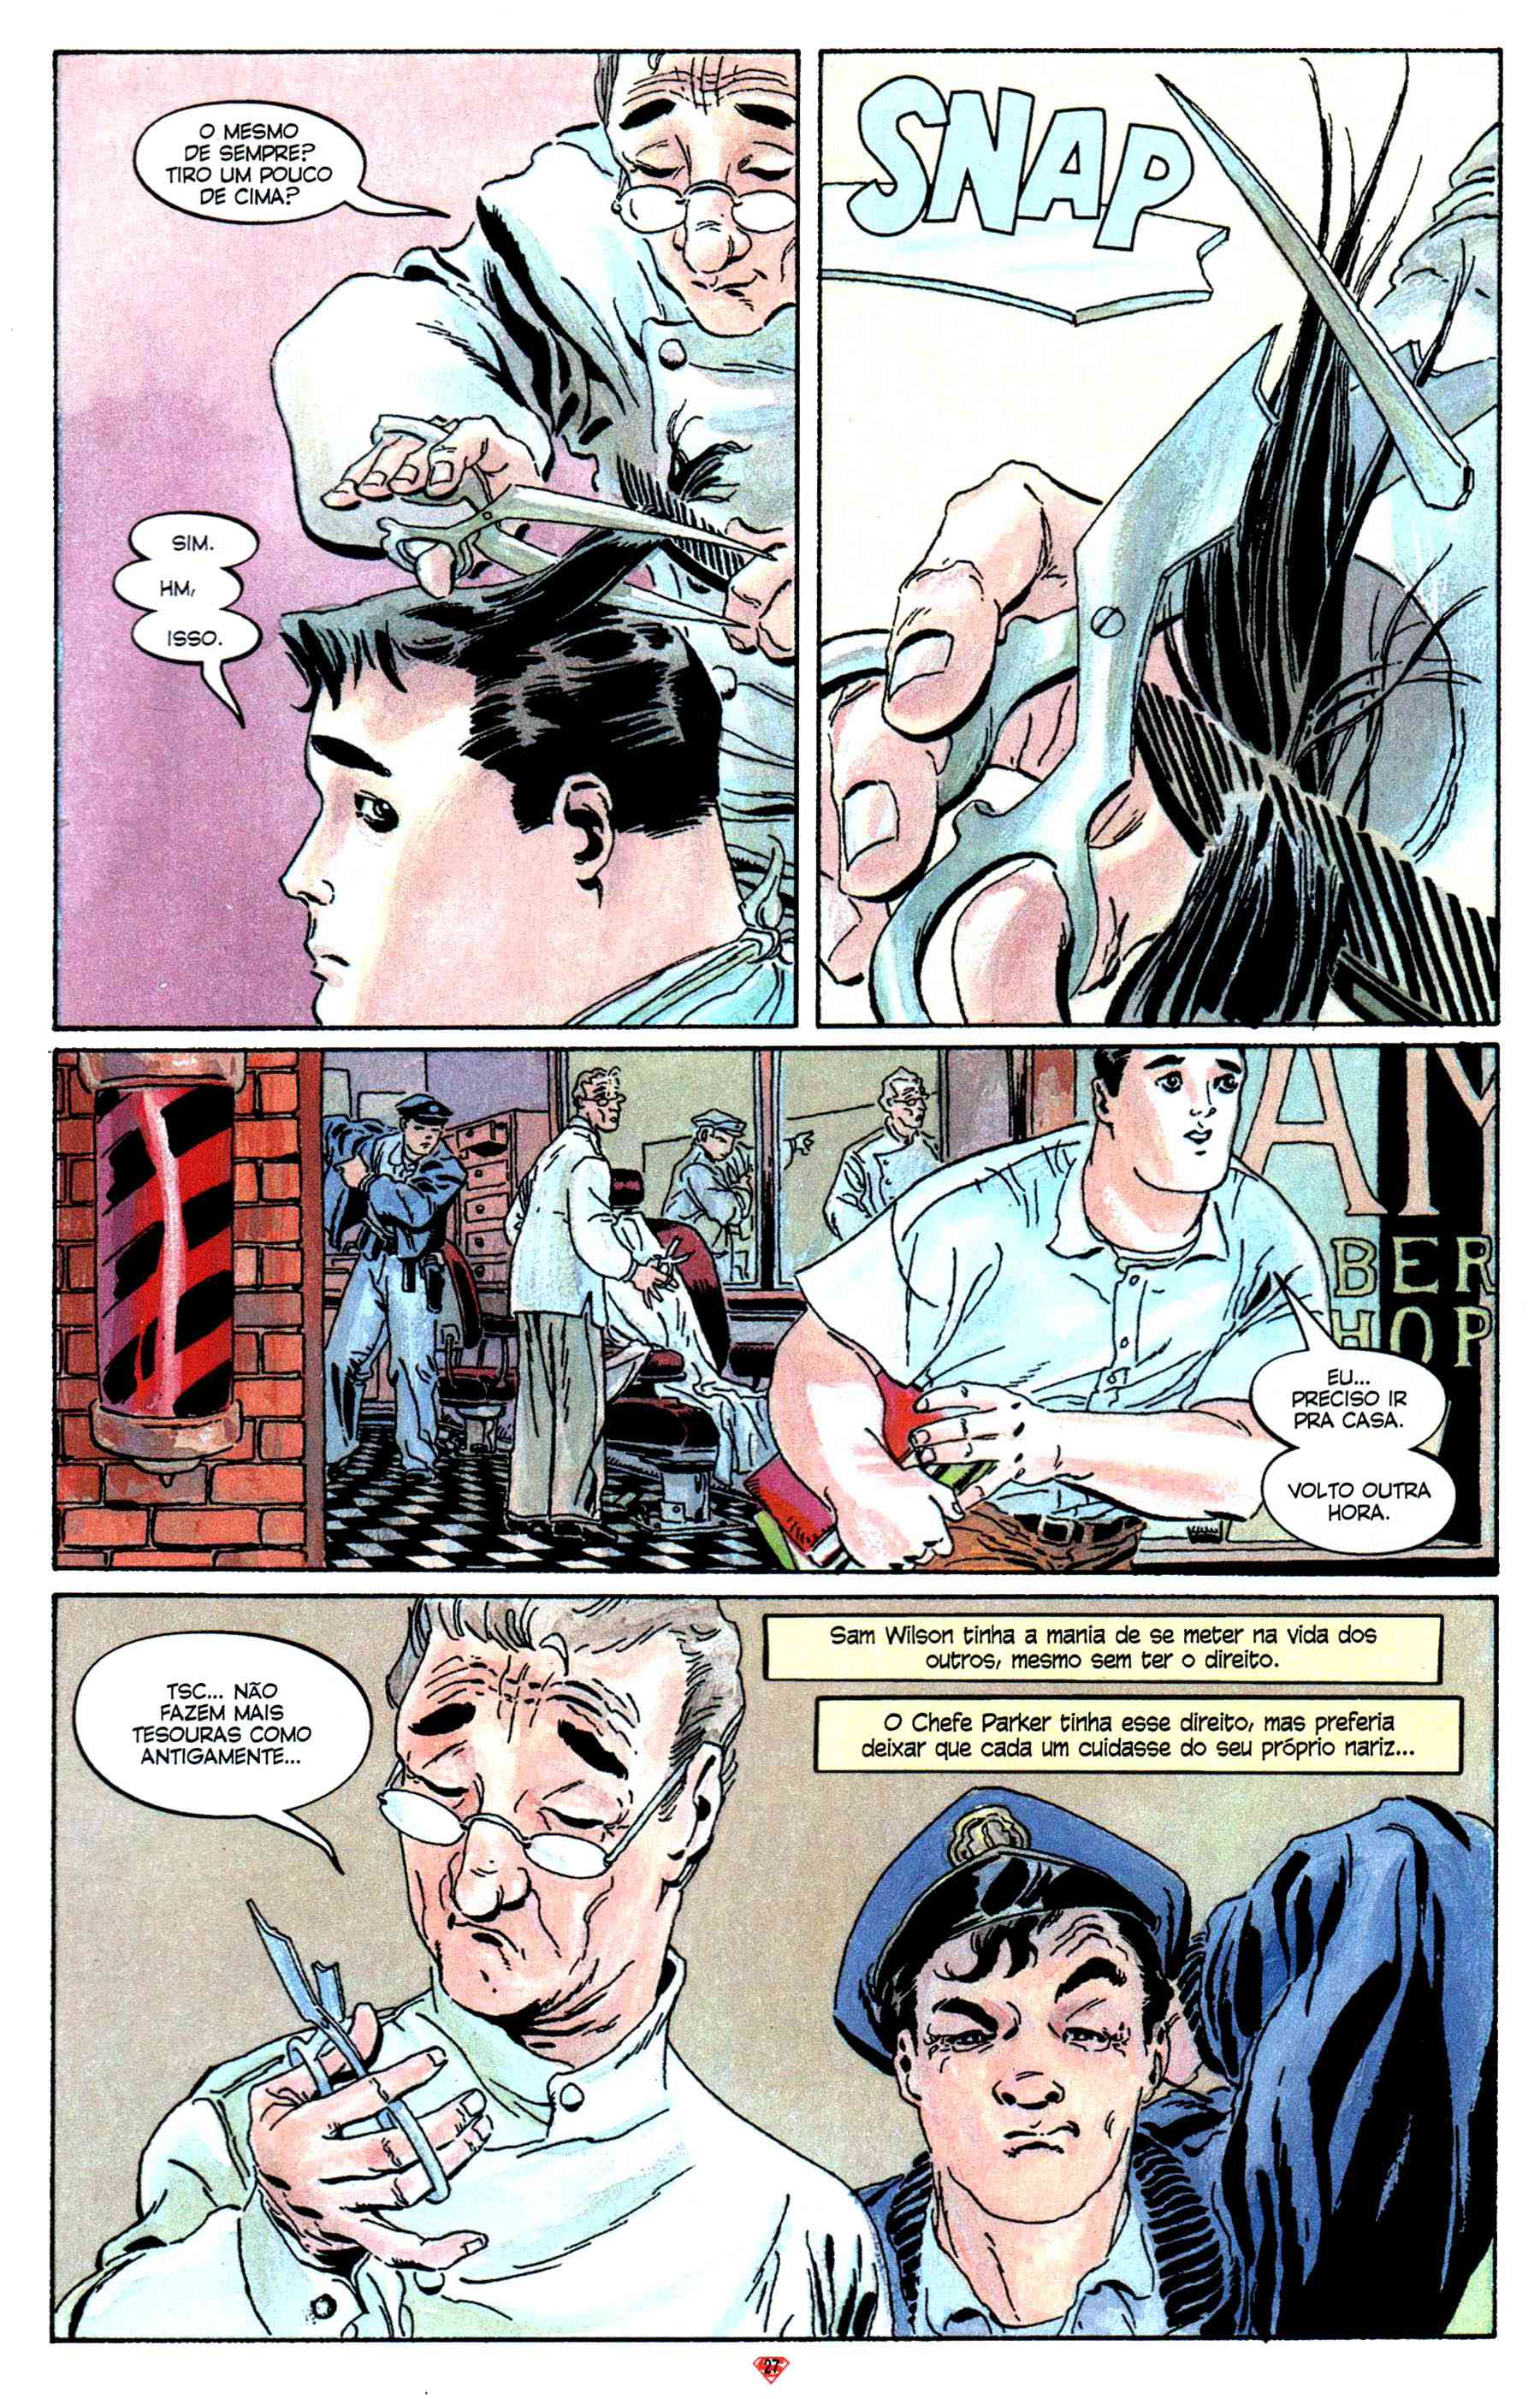 O MESMO
DE SEMPRE?
TIRO UM POUCO
DE CIMA?
SIM.
HM,
ISSO.
SNAP
AM
BER
HOP
EU...
PRECISO IR
PRA CASA.
VOLTO OUTRA
HORA.
TSC... NÃO
FAZEM MAIS
TESOURAS COMO
ANTIGAMENTE...
Sam Wilson tinha a mania de se meter na vida dos
outros, mesmo sem ter o direito.
O Chefe Parker tinha esse direito, mas preferia
deixar que cada um cuidasse do seu próprio nariz...
27